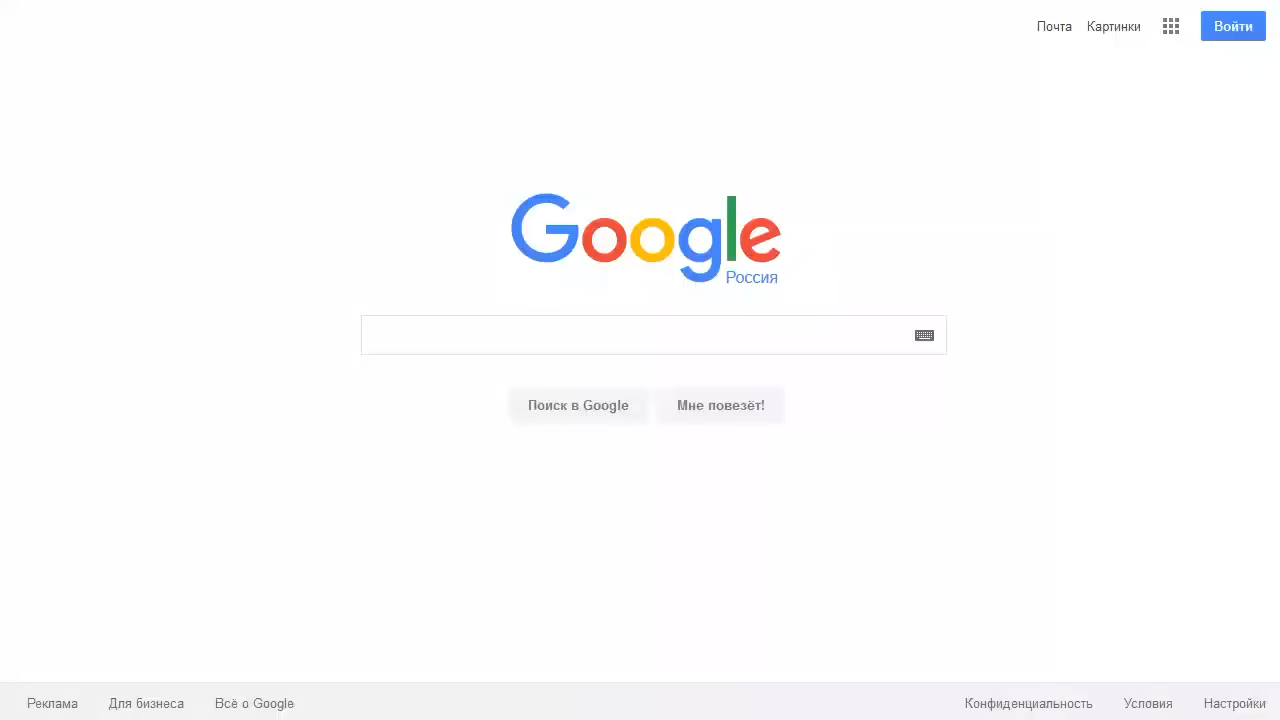 Почта Картинки Войти
Google
Россия
Поиск в Google Мне повезёт!
Реклама Для бизнеса Всё о Google Конфиденциальность Условия Настройки